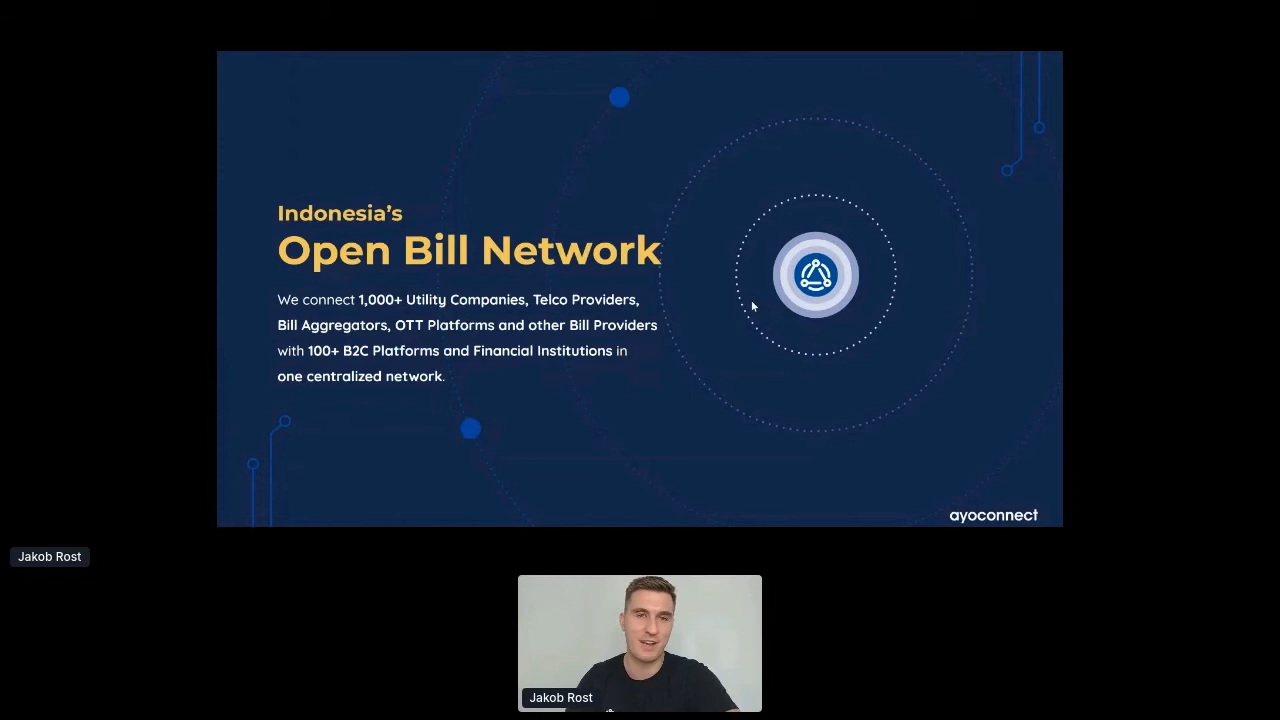 Indonesia’s
Open Bill Network
We connect 1,000+ Utility Companies, Telco Providers,
Bill Aggregators, OTT Platforms and other Bill Providers
with 100+ B2C Platforms and Financial Institutions in
one centralized network.
ayoconnect
Jakob Rost
Jakob Rost